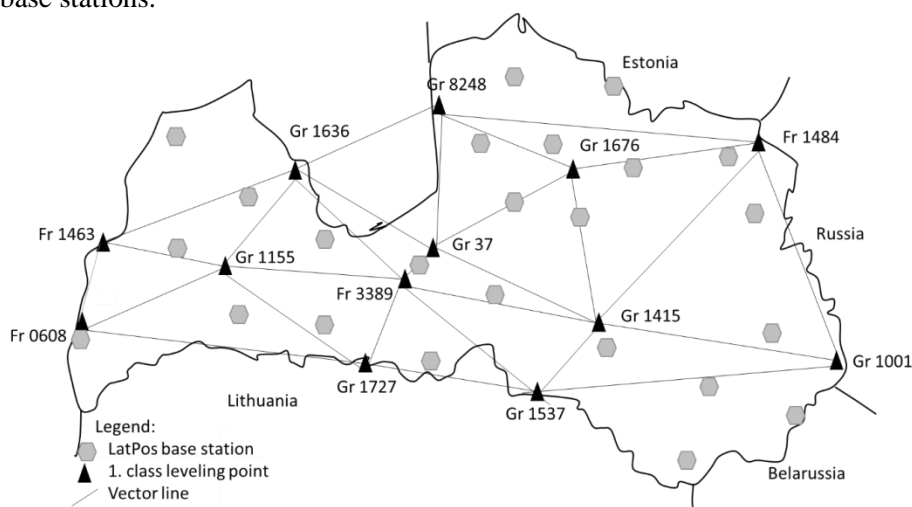 base stations.
Estonia
Gr 8248
Gr 1636
Gr 1676
Fr 1484
Fr 1463
Gr 37
Russia
Gr 1155
Fr 3389
Gr 1415
Fr 0608
Gr 1001
Gr 1727
Lithuania
Gr 1537
Legend:
LatPos base station
1. class leveling point
Belarussia
Vector line